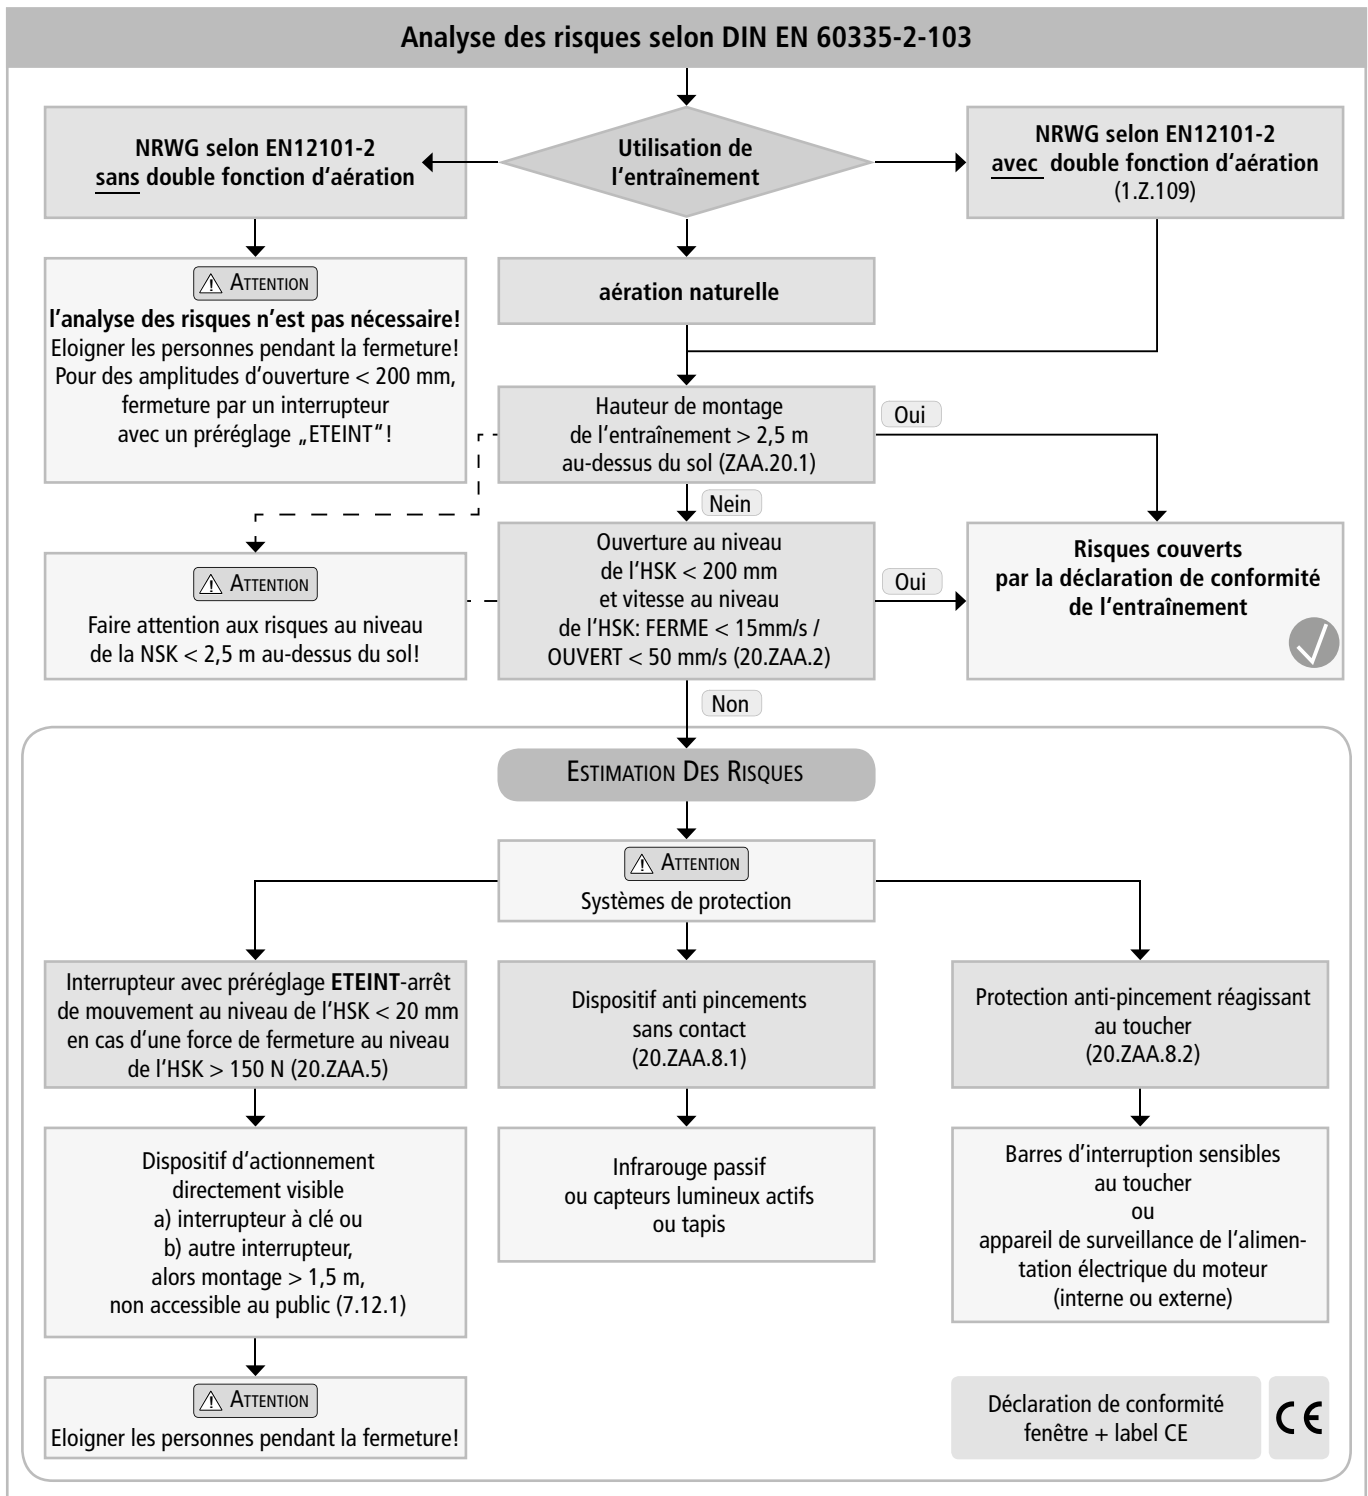 Analyse des risques selon DIN EN 60335-2-103
NRWG selon EN12101-2
sans double fonction d‘aération
Utilisation de
l‘entraînement
NRWG selon EN12101-2
avec  double fonction d‘aération
(1.Z.109)
ATTENTION
l‘analyse des risques n‘est pas nécessaire!
Eloigner les personnes pendant la fermeture!
Pour des amplitudes d‘ouverture < 200 mm,
fermeture par un interrupteur
avec un préréglage „ETEINT“!
aération naturelle
Hauteur de montage
de l‘entraînement > 2,5 m
au-dessus du sol (ZAA.20.1)
Oui
Nein
ATTENTION
Faire attention aux risques au niveau
de la NSK < 2,5 m au-dessus du sol!
Ouverture au niveau
de l‘HSK < 200 mm
et vitesse au niveau
de l‘HSK: FERME < 15mm/s /
OUVERT < 50 mm/s (20.ZAA.2)
Oui
Risques couverts
par la déclaration de conformité
de l‘entraînement
Non
ESTIMATION DES RISQUES
ATTENTION
Systèmes de protection
Interrupteur avec préréglage ETEINT-arrêt
de mouvement au niveau de l‘HSK < 20 mm
en cas d‘une force de fermeture au niveau
de l‘HSK > 150 N (20.ZAA.5)
Dispositif anti pincements
sans contact
(20.ZAA.8.1)
Protection anti-pincement réagissant
au toucher
(20.ZAA.8.2)
Dispositif d‘actionnement
directement visible
a) interrupteur à clé ou
b) autre interrupteur,
alors montage > 1,5 m,
non accessible au public (7.12.1)
Infrarouge passif
ou capteurs lumineux actifs
ou tapis
Barres d‘interruption sensibles
au toucher
ou
appareil de surveillance de l‘alimen-
tation électrique du moteur
(interne ou externe)
ATTENTION
Eloigner les personnes pendant la fermeture!
Déclaration de conformité
fenêtre + label CE
CE